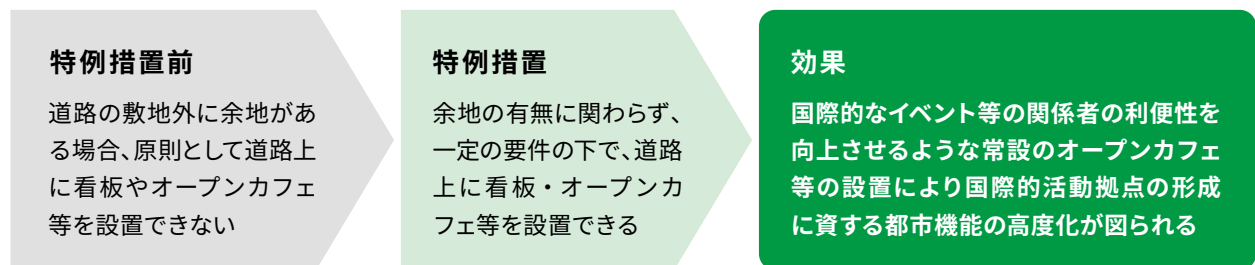 特例措置前
道路の敷地外に余地があ
る場合、原則として道路上
に看板やオープンカフェ
等を設置できない
特例措置
余地の有無に関わらず、
一定の要件の下で、道路
上に看板・オープンカ
フェ等を設置できる
効果
国際的なイベント等の関係者の利便性を
向上させるような常設のオープンカフェ
等の設置により国際的活動拠点の形成
に資する都市機能の高度化が図られる